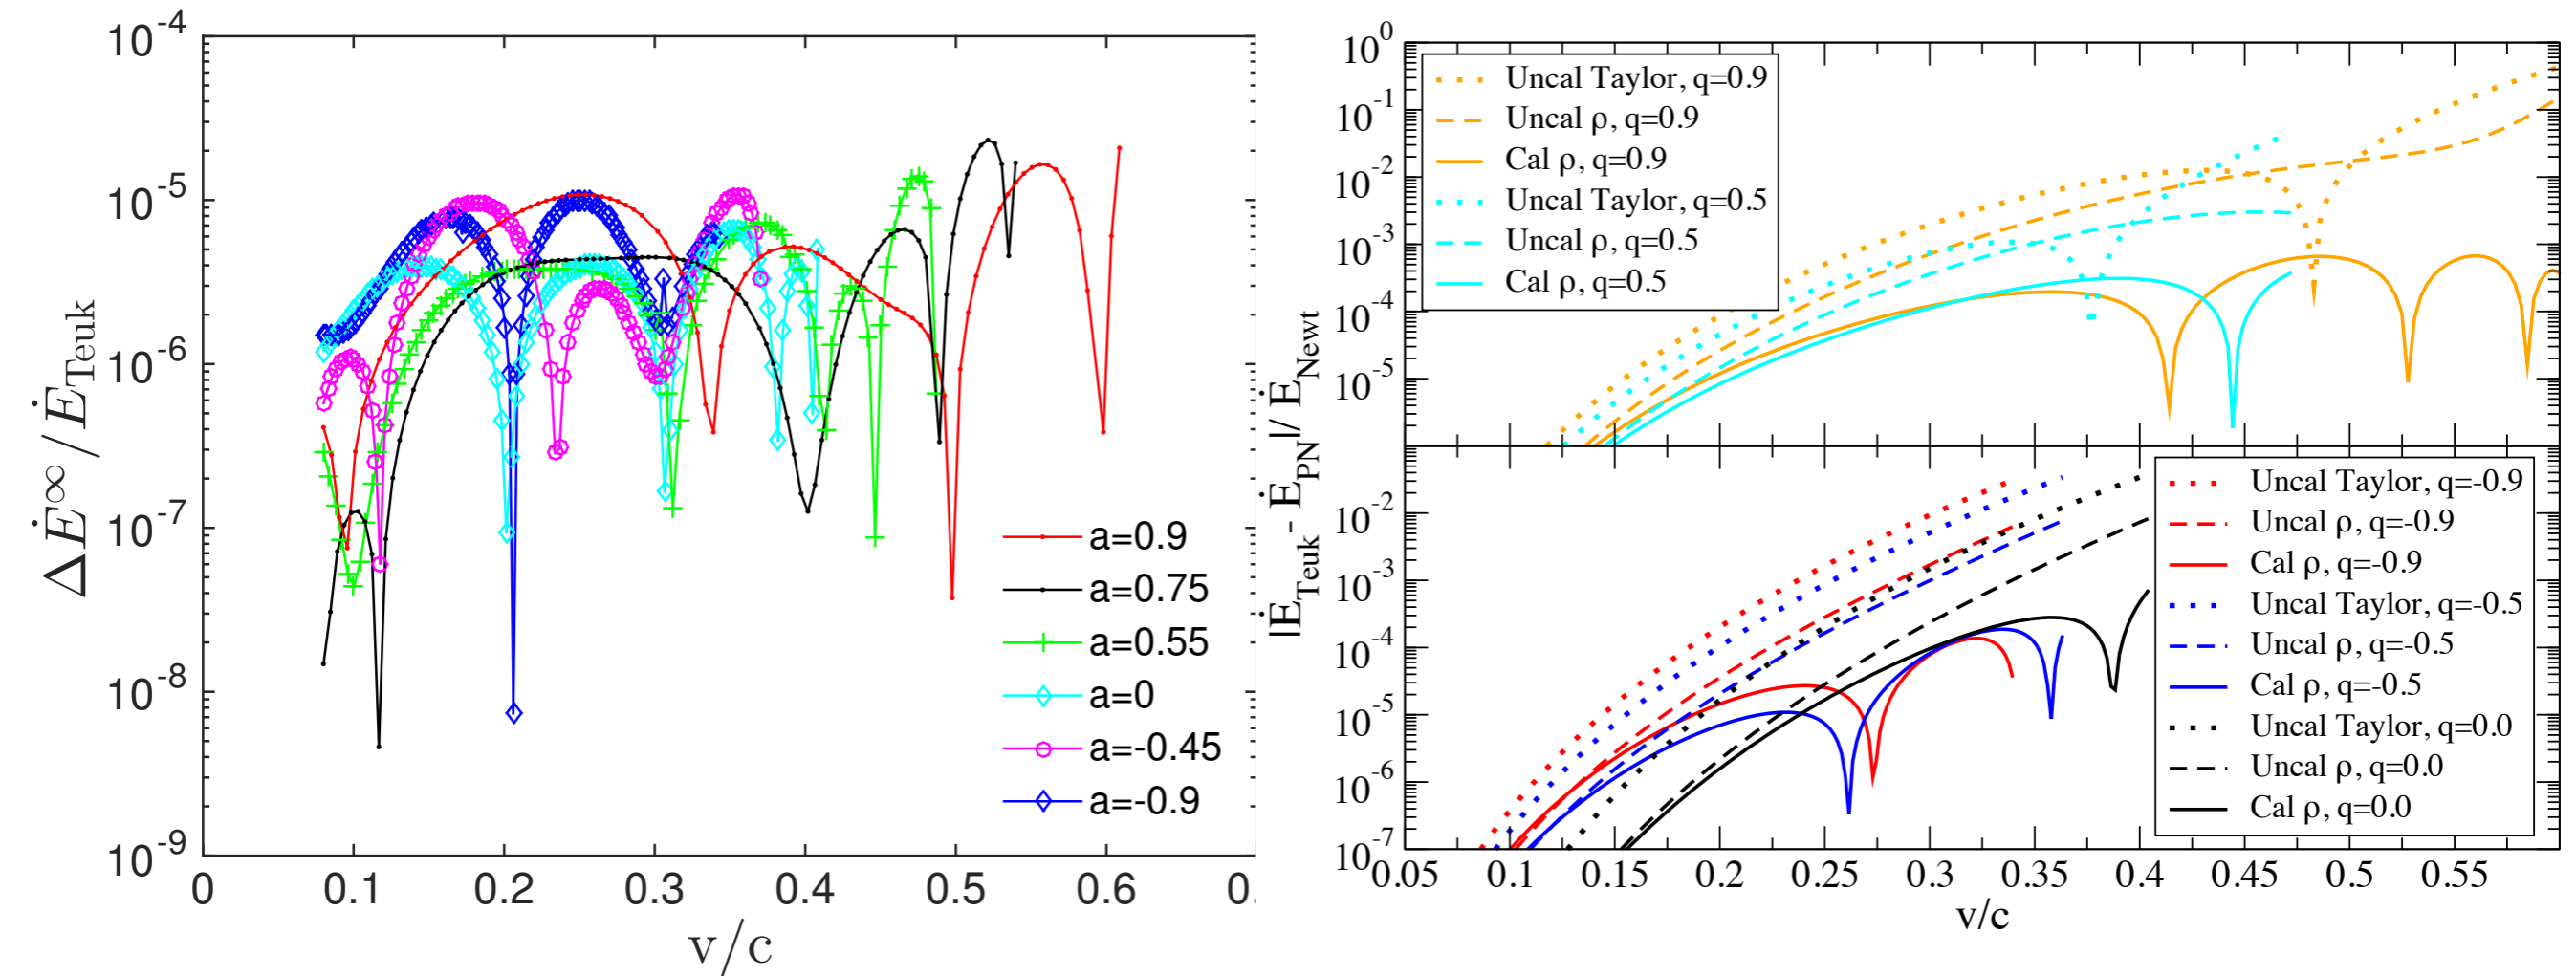 10^-4
10^-5
10^-6
10^-7
10^-8
10^-9
ΔĖ^∞/Ė_Teuk
a=0.9
a=0.75
a=0.55
a=0
a=-0.45
a=-0.9
0 0.1 0.2 0.3 0.4 0.5 0.6 0.
v/c
|Ė_Teuk - Ė_PN|/ Ė_Newt
10^0
10^-1
10^-2
10^-3
10^-4
10^-5
Uncal Taylor, q=0.9
Uncal ρ, q=0.9
Cal ρ, q=0.9
Uncal Taylor, q=0.5
Uncal ρ, q=0.5
Cal ρ, q=0.5
10^-2
10^-3
10^-4
10^-5
10^-6
10^-7
Uncal Taylor, q=-0.9
Uncal ρ, q=-0.9
Cal ρ, q=-0.9
Uncal Taylor, q=-0.5
Uncal ρ, q=-0.5
Cal ρ, q=-0.5
Uncal Taylor, q=0.0
Uncal ρ, q=0.0
Cal ρ, q=0.0
0.05 0.1 0.15 0.2 0.25 0.3 0.35 0.4 0.45 0.5 0.55
v/c